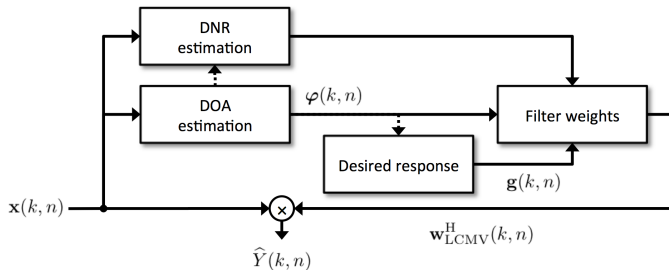 DNR
estimation
DOA
estimation
𝝋(k, n)
Filter weights
Desired response
g(k, n)
x(k, n)
×
w^H_LCMV(k, n)
Ŷ(k, n)